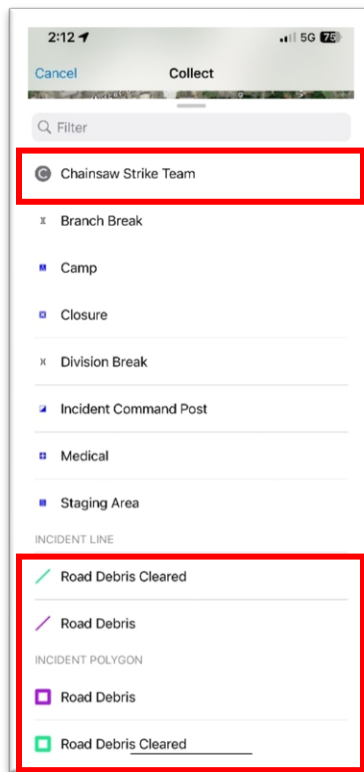 2:12
5G 75
Cancel Collect
Filter
C Chainsaw Strike Team
Branch Break
Camp
Closure
Division Break
Incident Command Post
Medical
Staging Area
INCIDENT LINE
Road Debris Cleared
Road Debris
INCIDENT POLYGON
Road Debris
Road Debris Cleared